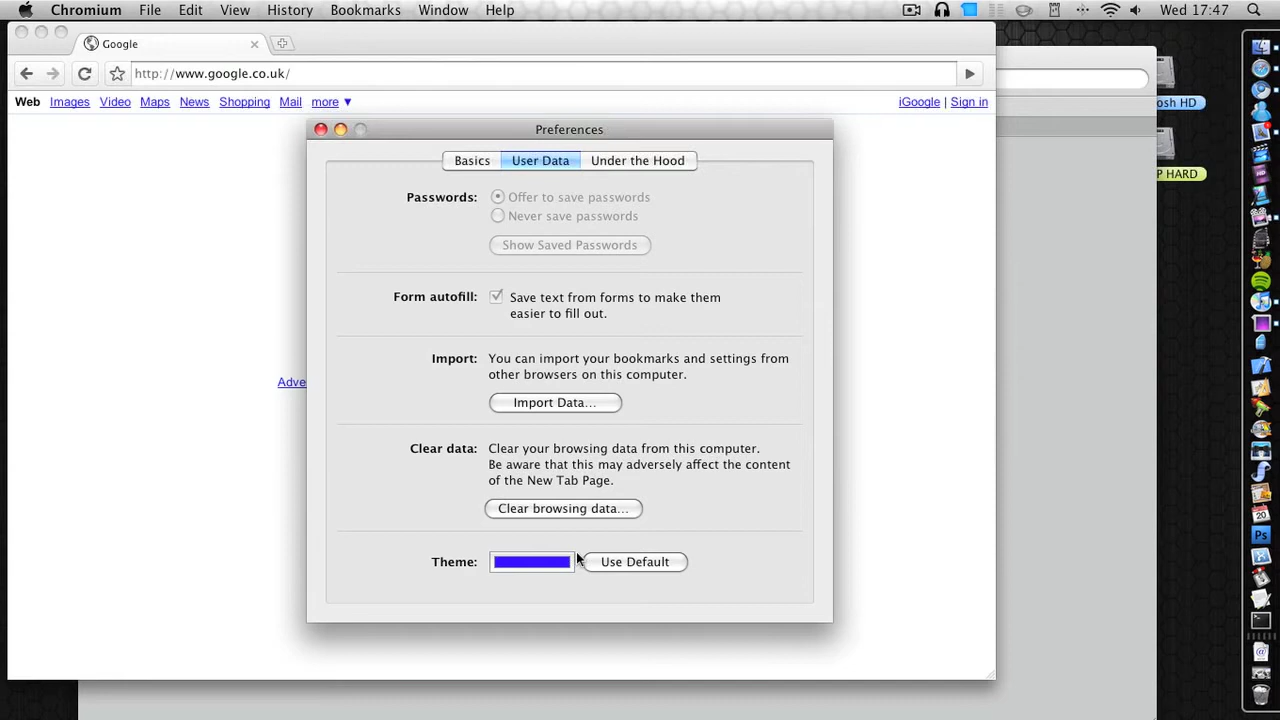 Chromium File Edit View History Bookmarks Window Help Wed 17:47
Google
http://www.google.co.uk/
Web Images Video Maps News Shopping Mail more ▼ iGoogle | Sign in
osh HD
P HARD
Preferences
Basics User Data Under the Hood
Passwords: Offer to save passwords
Never save passwords
Show Saved Passwords
Form autofill: Save text from forms to make them
easier to fill out.
Import: You can import your bookmarks and settings from
other browsers on this computer.
Import Data...
Adve
Clear data: Clear your browsing data from this computer.
Be aware that this may adversely affect the content
of the New Tab Page.
Clear browsing data...
Theme: Use Default
HD
20
Ps
@